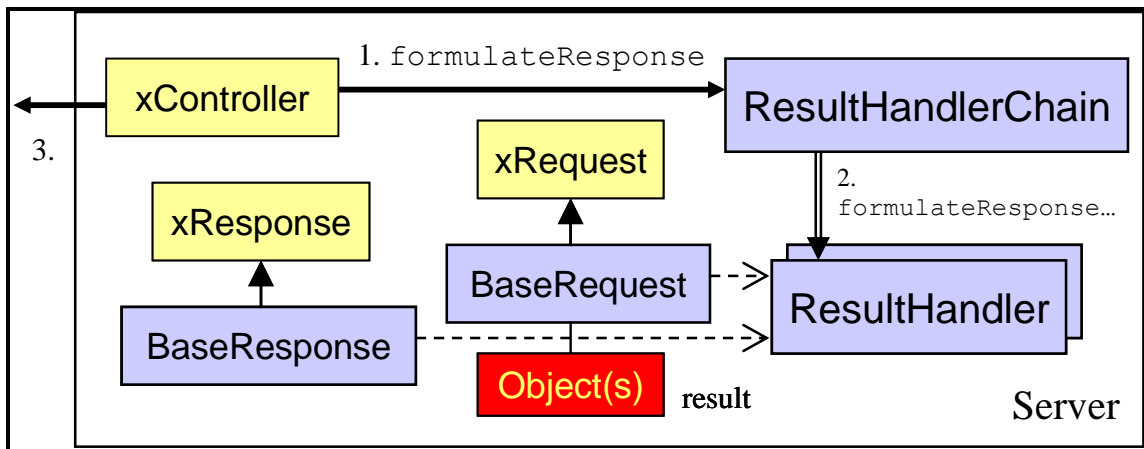 1. formulateResponse
xController
ResultHandlerChain
3.
xRequest
2.
formulateResponse…
xResponse
BaseRequest
ResultHandler
BaseResponse
Object(s)
result
Server